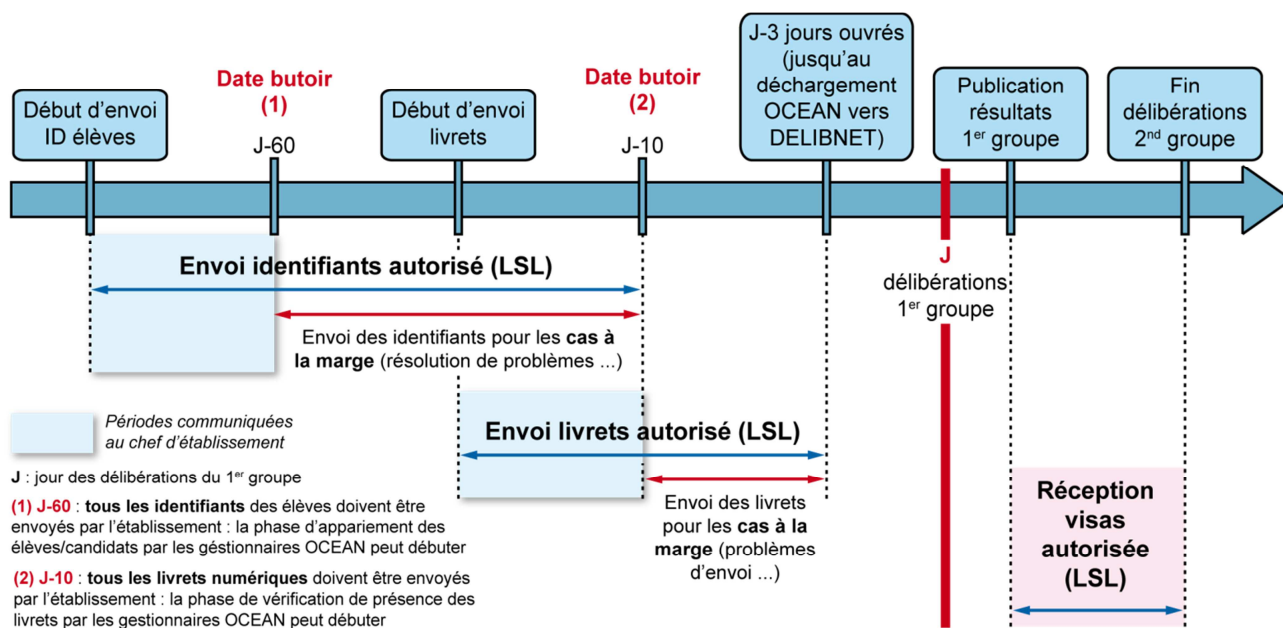 Début d'envoi
ID élèves
Date butoir
(1)
J-60
Début d'envoi
livrets
Date butoir
(2)
J-10
J-3 jours ouvrés
(jusqu'au
déchargement
OCEAN vers
DELIBNET)
Publication
résultats
1er groupe
Fin
délibérations
2nd groupe
Envoi identifiants autorisé (LSL)
Envoi des identifiants pour les cas à
la marge (résolution de problèmes ...)
J
délibérations
1er groupe
Envoi livrets autorisé (LSL)
Envoi des livrets
pour les cas à la
marge (problèmes
d'envoi ...)
Réception
visas
autorisée
(LSL)
Périodes communiquées
au chef d'établissement
J : jour des délibérations du 1er groupe
(1) J-60 : tous les identifiants des élèves doivent être
envoyés par l'établissement : la phase d'appariement des
élèves/candidats par les géstionnaires OCEAN peut débuter
(2) J-10 : tous les livrets numériques doivent être envoyés
par l'établissement : la phase de vérification de présence des
livrets par les gestionnaires OCEAN peut débuter